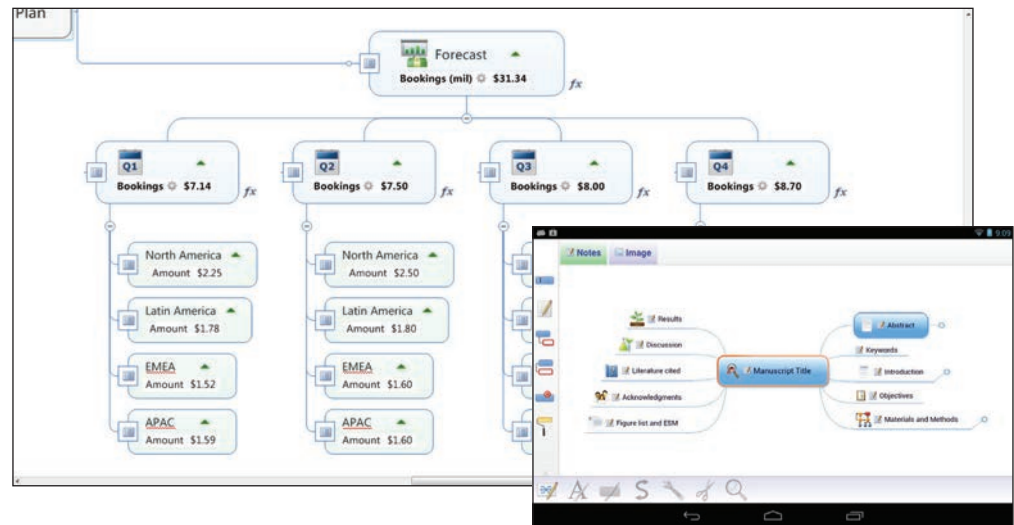 Plan
Forecast
Bookings (mil) $31.34
fx
Q1
Bookings $7.14
fx
Q2
Bookings $7.50
fx
Q3
Bookings $8.00
fx
Q4
Bookings $8.70
fx
North America
Amount $2.25
Latin America
Amount $1.78
EMEA
Amount $1.52
APAC
Amount $1.59
North America
Amount $2.50
Latin America
Amount $1.80
EMEA
Amount $1.60
APAC
Amount $1.60
9:09
Notes
Image
Results
Discussion
Literature cited
Acknowledgments
Figure list and ESM
Manuscript Title
Abstract
Keywords
Introduction
Objectives
Materials and Methods